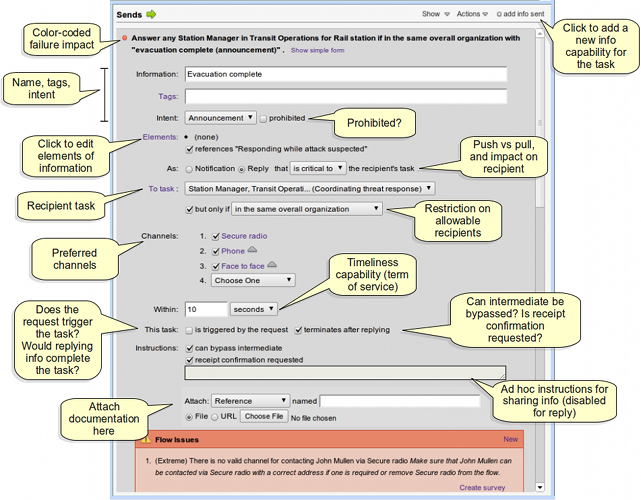 Sends
Show
Actions
add info sent
Color-coded
failure impact
Click to add a
new info
capability for
the task
Answer any Station Manager in Transit Operations for Rail station if in the same overall organization with
"evacuation complete (announcement)" . Show simple form
Name, tags,
intent
Information: Evacuation complete
Tags:
Intent: Announcement prohibited
Prohibited?
Click to edit
elements of
information
Elements: • (none)
references "Responding while attack suspected"
Push vs pull,
and impact on
recipient
As: Notification Reply that is critical to the recipient's task
Recipient task
To task : Station Manager, Transit Operati... (Coordinating threat response)
but only if in the same overall organization
Restriction on
allowable
recipients
Preferred
channels
Channels: 1. Secure radio
2. Phone
3. Face to face
4. Choose One
Timeliness
capability (term
of service)
Within: 10 seconds
Does the
request trigger
the task?
Would replying
info complete
the task?
This task: is triggered by the request terminates after replying
Can intermediate be
bypassed? Is receipt
confirmation
requested?
Instructions: can bypass intermediate
receipt confirmation requested
Ad hoc instructions for
sharing info (disabled
for reply)
Attach
documentation
here
Attach: Reference named
File URL Choose File No file chosen
Flow Issues New
1. (Extreme) There is no valid channel for contacting John Mullen via Secure radio Make sure that John Mullen
can be contacted via Secure radio with a correct address if one is required or remove Secure radio from the flow.
Create survey